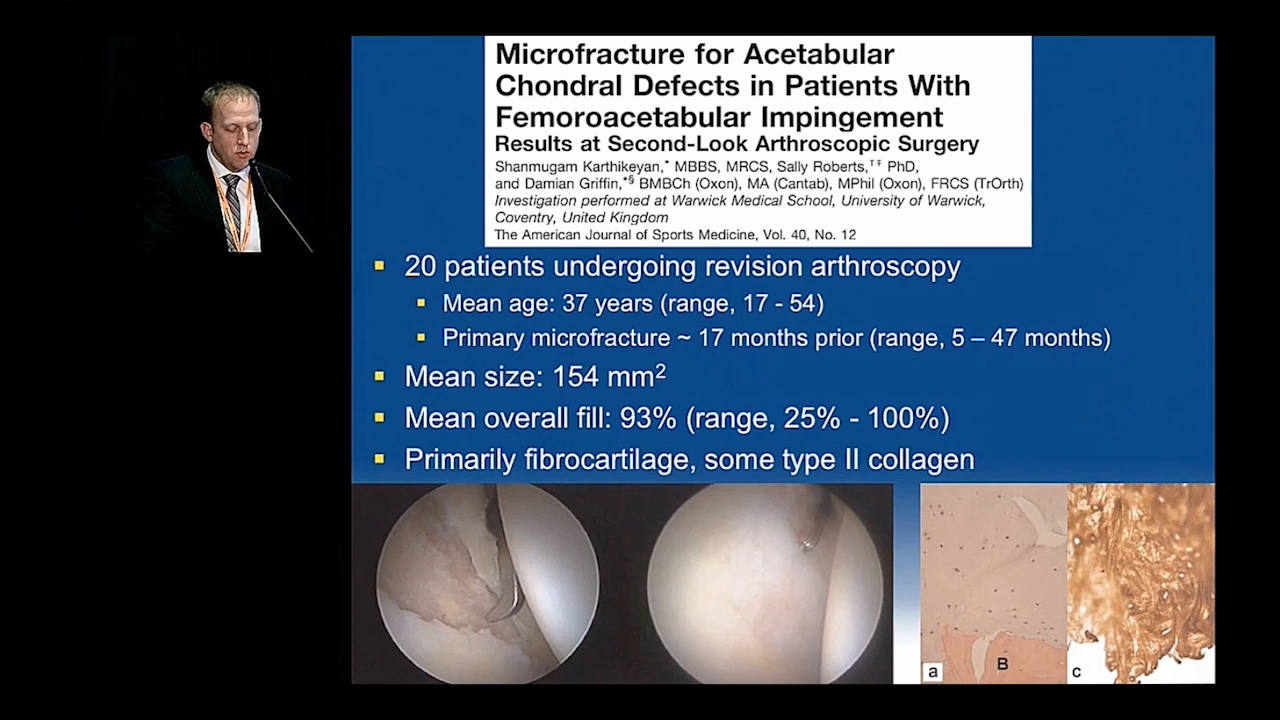 Microfracture for Acetabular
Chondral Defects in Patients With
Femoroacetabular Impingement
Results at Second-Look Arthroscopic Surgery
Shanmugam Karthikeyan,* MBBS, MRCS, Sally Roberts,†‡ PhD,
and Damian Griffin,*§ BMBCh (Oxon), MA (Cantab), MPhil (Oxon), FRCS (TrOrth)
Investigation performed at Warwick Medical School, University of Warwick,
Coventry, United Kingdom
The American Journal of Sports Medicine, Vol. 40, No. 12
▪ 20 patients undergoing revision arthroscopy
▪ Mean age: 37 years (range, 17 - 54)
▪ Primary microfracture ~ 17 months prior (range, 5 – 47 months)
▪ Mean size: 154 mm²
▪ Mean overall fill: 93% (range, 25% - 100%)
▪ Primarily fibrocartilage, some type II collagen
B
a
c